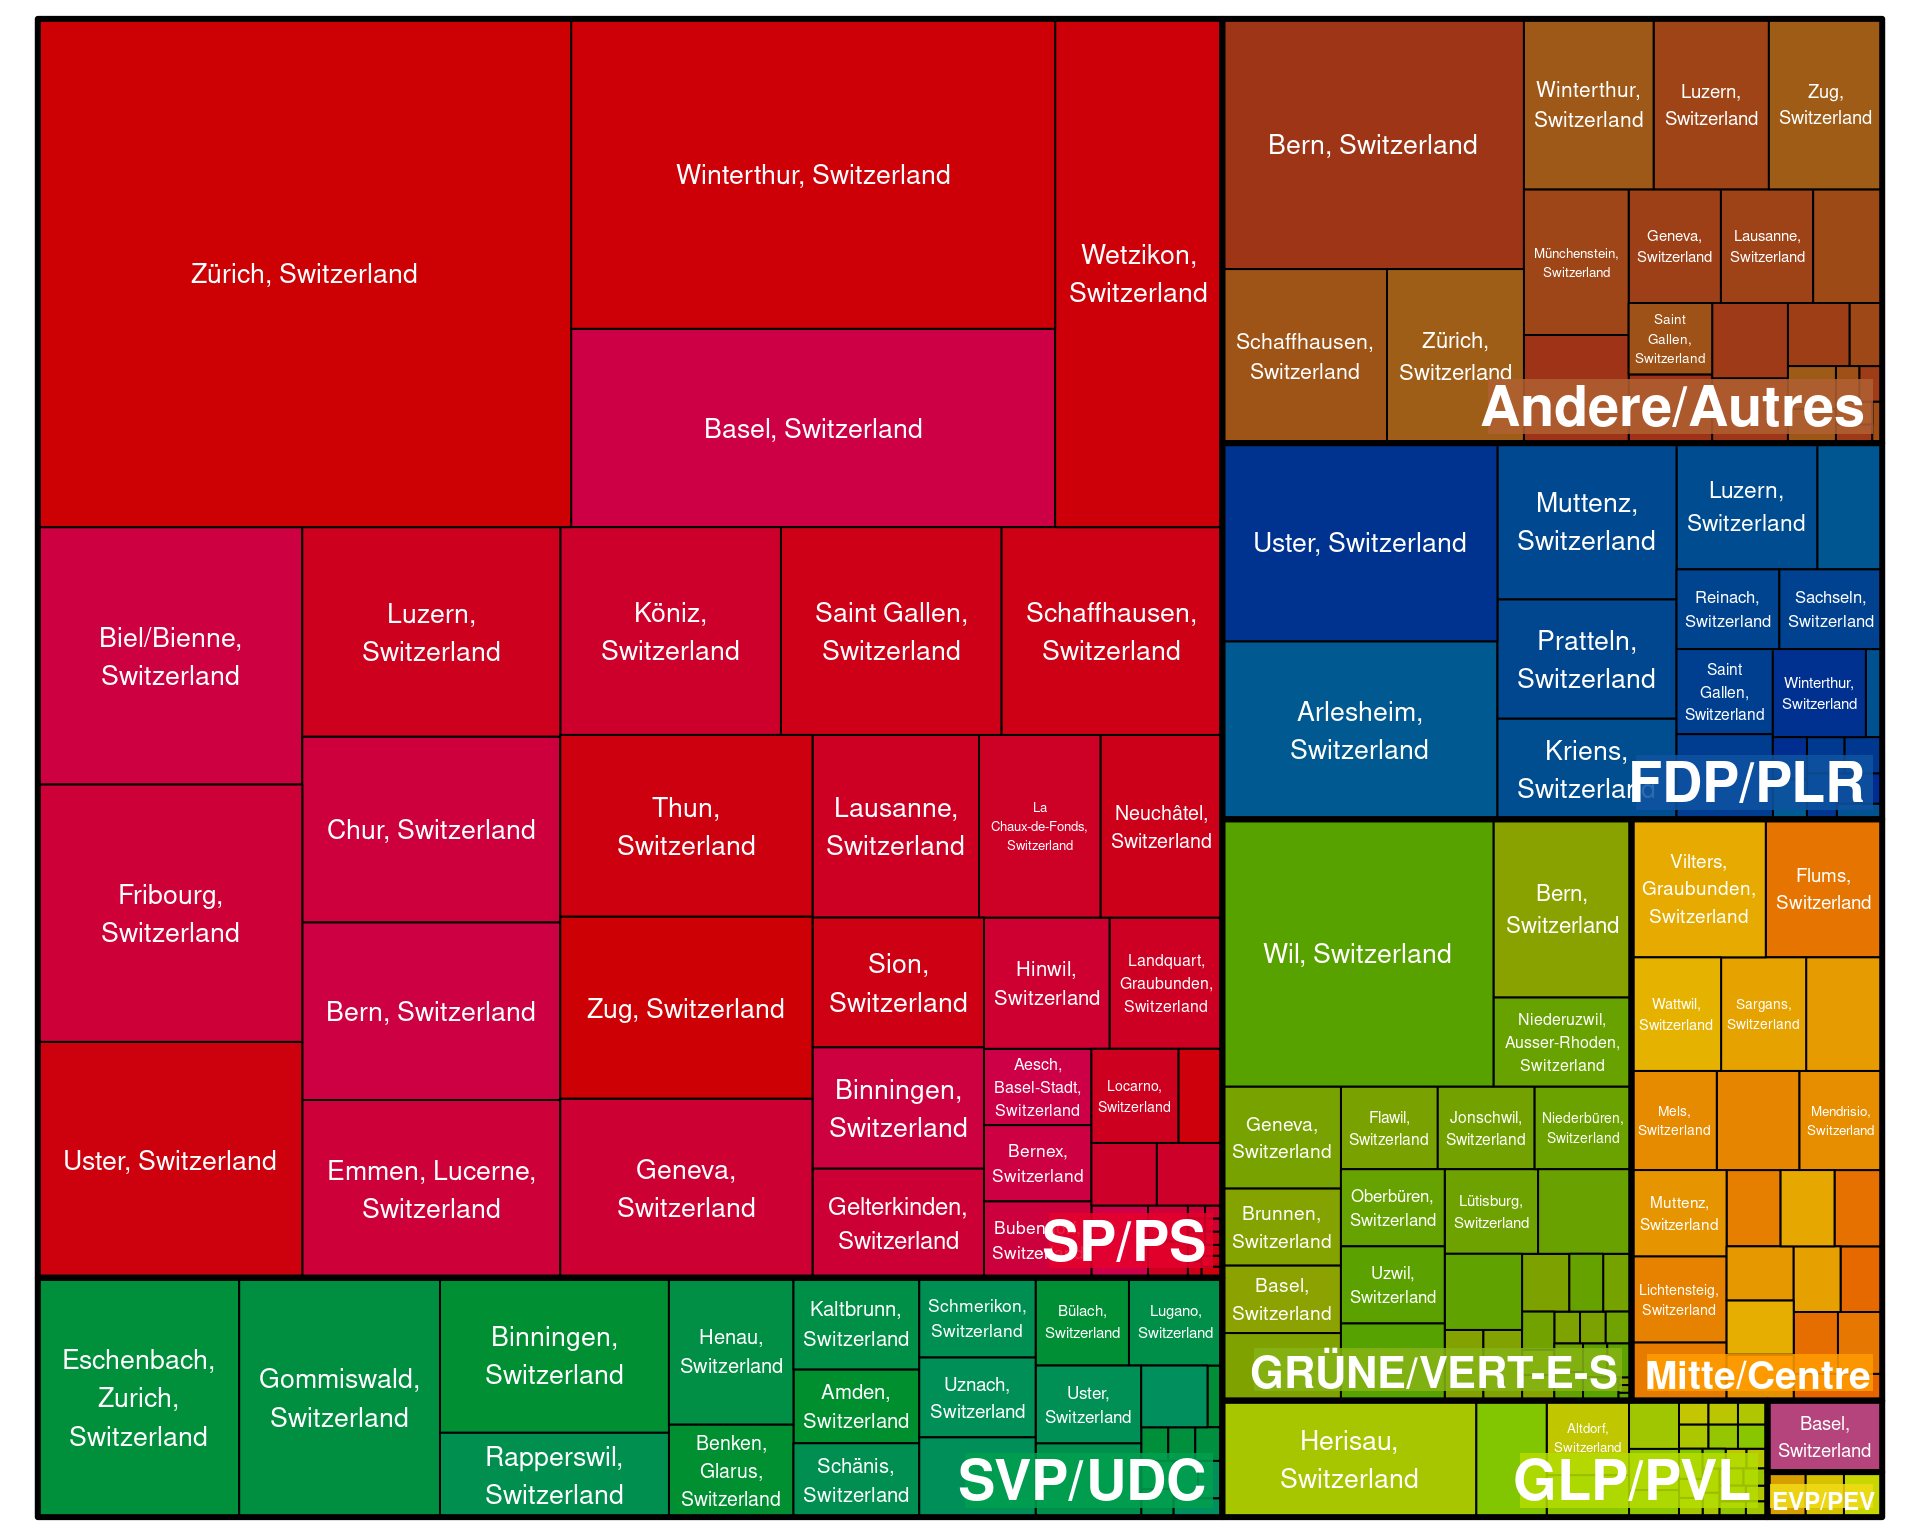 Zürich, Switzerland
Winterthur, Switzerland
Basel, Switzerland
Wetzikon,
Switzerland
Biel/Bienne,
Switzerland
Fribourg,
Switzerland
Uster, Switzerland
Luzern,
Switzerland
Chur, Switzerland
Bern, Switzerland
Emmen, Lucerne,
Switzerland
Köniz,
Switzerland
Saint Gallen,
Switzerland
Schaffhausen,
Switzerland
Thun,
Switzerland
Zug, Switzerland
Geneva,
Switzerland
Lausanne,
Switzerland
La
Chaux-de-Fonds,
Switzerland
Neuchâtel,
Switzerland
Sion,
Switzerland
Binningen,
Switzerland
Gelterkinden,
Switzerland
Hinwil,
Switzerland
Landquart,
Graubunden,
Switzerland
Aesch,
Basel-Stadt,
Switzerland
Bernex,
Switzerland
Locarno,
Switzerland
SP/PS
Eschenbach,
Zurich,
Switzerland
Gommiswald,
Switzerland
Binningen,
Switzerland
Rapperswil,
Switzerland
Henau,
Switzerland
Benken,
Glarus,
Switzerland
Kaltbrunn,
Switzerland
Amden,
Switzerland
Schänis,
Switzerland
Schmerikon,
Switzerland
Uznach,
Switzerland
Bülach,
Switzerland
Lugano,
Switzerland
Uster,
Switzerland
SVP/UDC
Bern, Switzerland
Schaffhausen,
Switzerland
Zürich,
Switzerland
Winterthur,
Switzerland
Luzern,
Switzerland
Zug,
Switzerland
Münchenstein,
Switzerland
Geneva,
Switzerland
Lausanne,
Switzerland
Saint
Gallen,
Switzerland
Andere/Autres
Uster, Switzerland
Arlesheim,
Switzerland
Muttenz,
Switzerland
Pratteln,
Switzerland
Kriens,
Switzerland
Luzern,
Switzerland
Reinach,
Switzerland
Sachseln,
Switzerland
Saint
Gallen,
Switzerland
Winterthur,
Switzerland
FDP/PLR
Wil, Switzerland
Bern,
Switzerland
Niederuzwil,
Ausser-Rhoden,
Switzerland
Geneva,
Switzerland
Brunnen,
Switzerland
Basel,
Switzerland
Flawil,
Switzerland
Jonschwil,
Switzerland
Niederbüren,
Switzerland
Oberbüren,
Switzerland
Lütisburg,
Switzerland
Uzwil,
Switzerland
GRÜNE/VERT-E-S
Vilters,
Graubunden,
Switzerland
Flums,
Switzerland
Wattwil,
Switzerland
Sargans,
Switzerland
Mels,
Switzerland
Mendrisio,
Switzerland
Muttenz,
Switzerland
Lichtensteig,
Switzerland
Mitte/Centre
Herisau,
Switzerland
Altdorf,
Switzerland
GLP/PVL
Basel,
Switzerland
EVP/PEV